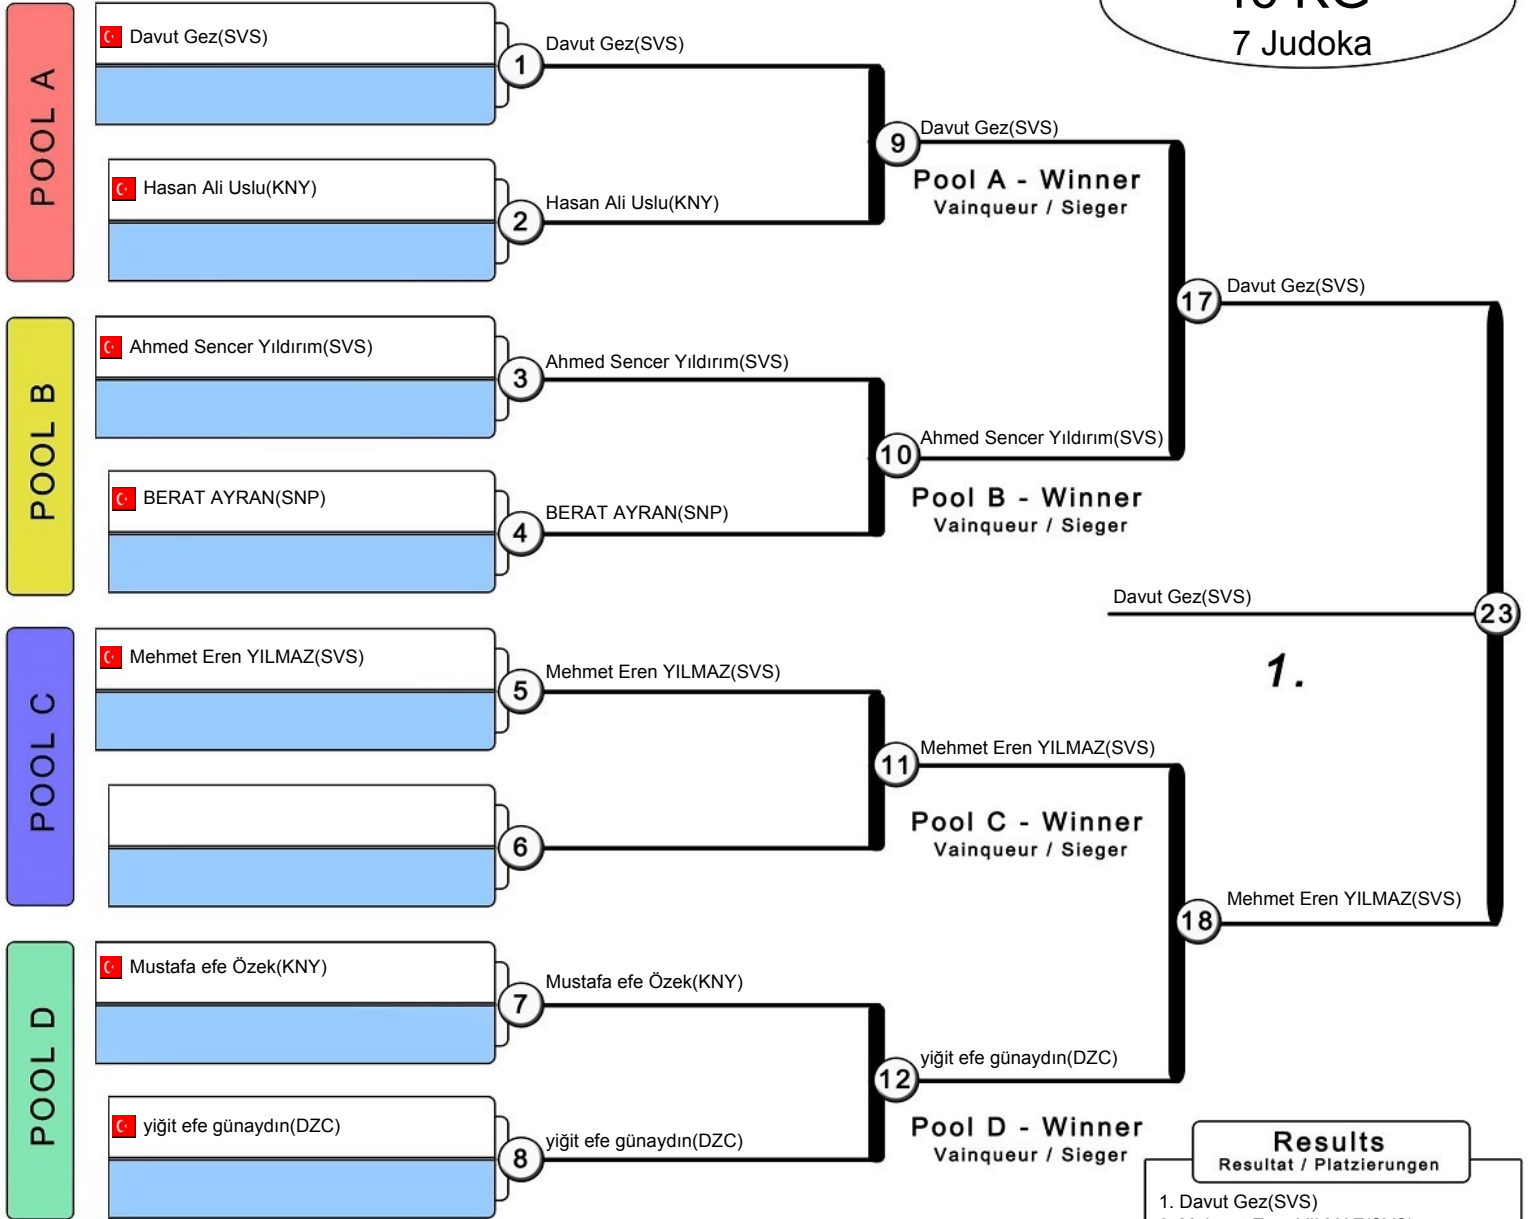 7 Judoka
POOL A
Davut Gez(SVS)
1
Davut Gez(SVS)
Hasan Ali Uslu(KNY)
2
Hasan Ali Uslu(KNY)
9
Davut Gez(SVS)
Pool A - Winner
Vainqueur / Sieger
POOL B
Ahmed Sencer Yıldırım(SVS)
3
Ahmed Sencer Yıldırım(SVS)
BERAT AYRAN(SNP)
4
BERAT AYRAN(SNP)
10
Ahmed Sencer Yıldırım(SVS)
Pool B - Winner
Vainqueur / Sieger
17
Davut Gez(SVS)
POOL C
Mehmet Eren YILMAZ(SVS)
5
Mehmet Eren YILMAZ(SVS)
6
11
Mehmet Eren YILMAZ(SVS)
Pool C - Winner
Vainqueur / Sieger
POOL D
Mustafa efe Özek(KNY)
7
Mustafa efe Özek(KNY)
yiğit efe günaydın(DZC)
8
yiğit efe günaydın(DZC)
12
yiğit efe günaydın(DZC)
Pool D - Winner
Vainqueur / Sieger
18
Mehmet Eren YILMAZ(SVS)
Davut Gez(SVS)
23
1.
Results
Resultat / Platzierungen
1. Davut Gez(SVS)